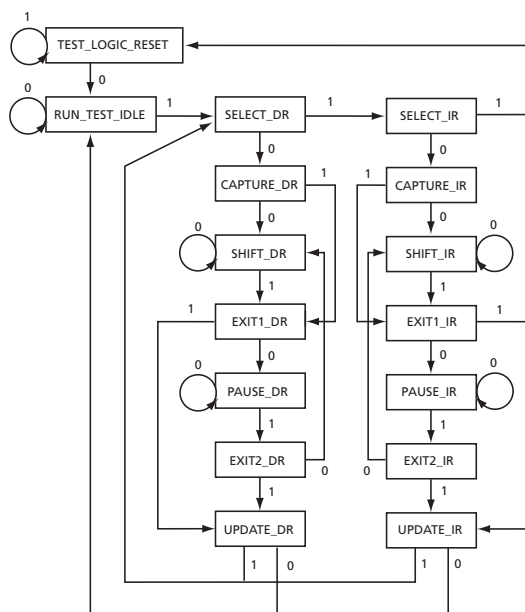 1
TEST_LOGIC_RESET
0
0
RUN_TEST_IDLE
1
SELECT_DR
1
SELECT_IR
1
0
0
CAPTURE_DR
1
1
CAPTURE_IR
0
0
0
SHIFT_DR
SHIFT_IR
0
1
1
1
EXIT1_DR
EXIT1_IR
1
0
0
0
PAUSE_DR
PAUSE_IR
0
1
1
EXIT2_DR
0
0
EXIT2_IR
1
1
UPDATE_DR
UPDATE_IR
1
0
1
0